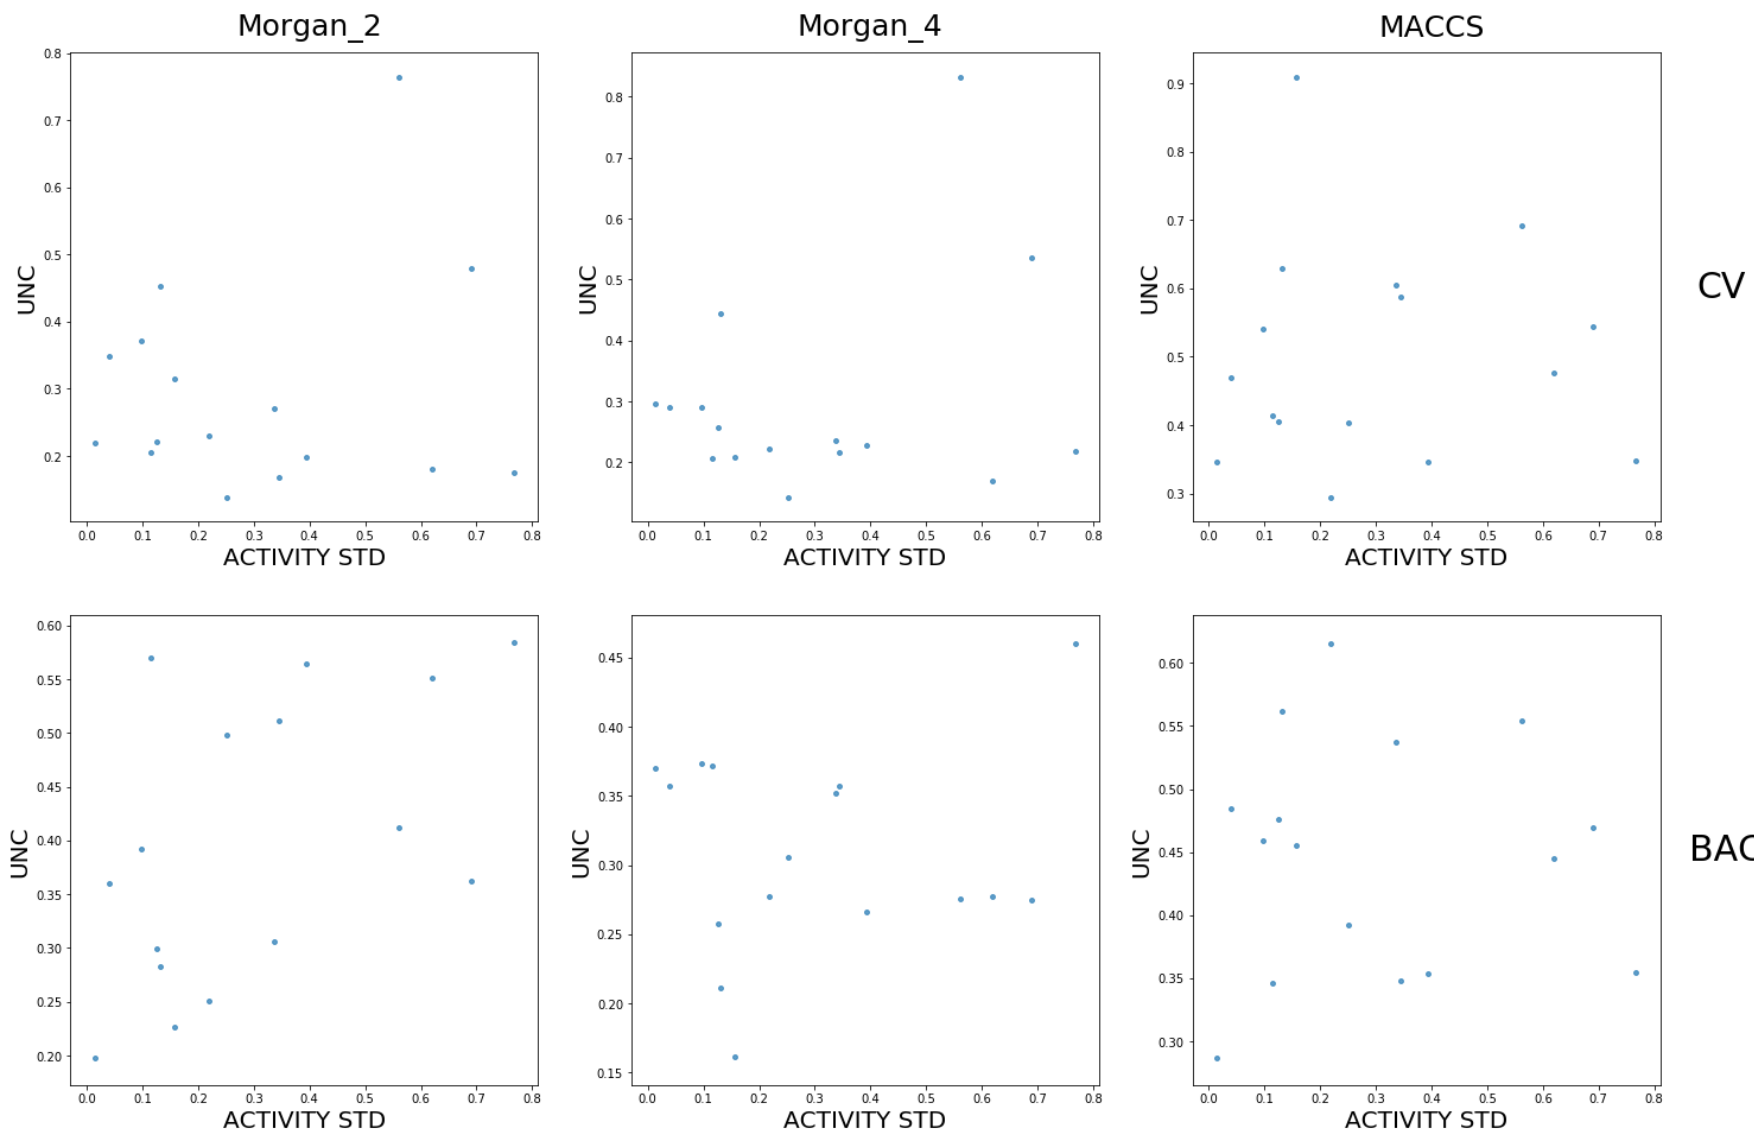 Morgan_2 Morgan_4 MACCS
0.8 0.7 0.6 0.5 0.4 0.3 0.2
UNC
0.0 0.1 0.2 0.3 0.4 0.5 0.6 0.7 0.8
ACTIVITY STD
0.8 0.7 0.6 0.5 0.4 0.3 0.2
UNC
0.0 0.1 0.2 0.3 0.4 0.5 0.6 0.7 0.8
ACTIVITY STD
0.9 0.8 0.7 0.6 0.5 0.4 0.3
UNC
0.0 0.1 0.2 0.3 0.4 0.5 0.6 0.7 0.8
ACTIVITY STD
CV
0.60 0.55 0.50 0.45 0.40 0.35 0.30 0.25 0.20
UNC
0.0 0.1 0.2 0.3 0.4 0.5 0.6 0.7 0.8
ACTIVITY STD
0.45 0.40 0.35 0.30 0.25 0.20 0.15
UNC
0.0 0.1 0.2 0.3 0.4 0.5 0.6 0.7 0.8
ACTIVITY STD
0.60 0.55 0.50 0.45 0.40 0.35 0.30
UNC
0.0 0.1 0.2 0.3 0.4 0.5 0.6 0.7 0.8
ACTIVITY STD